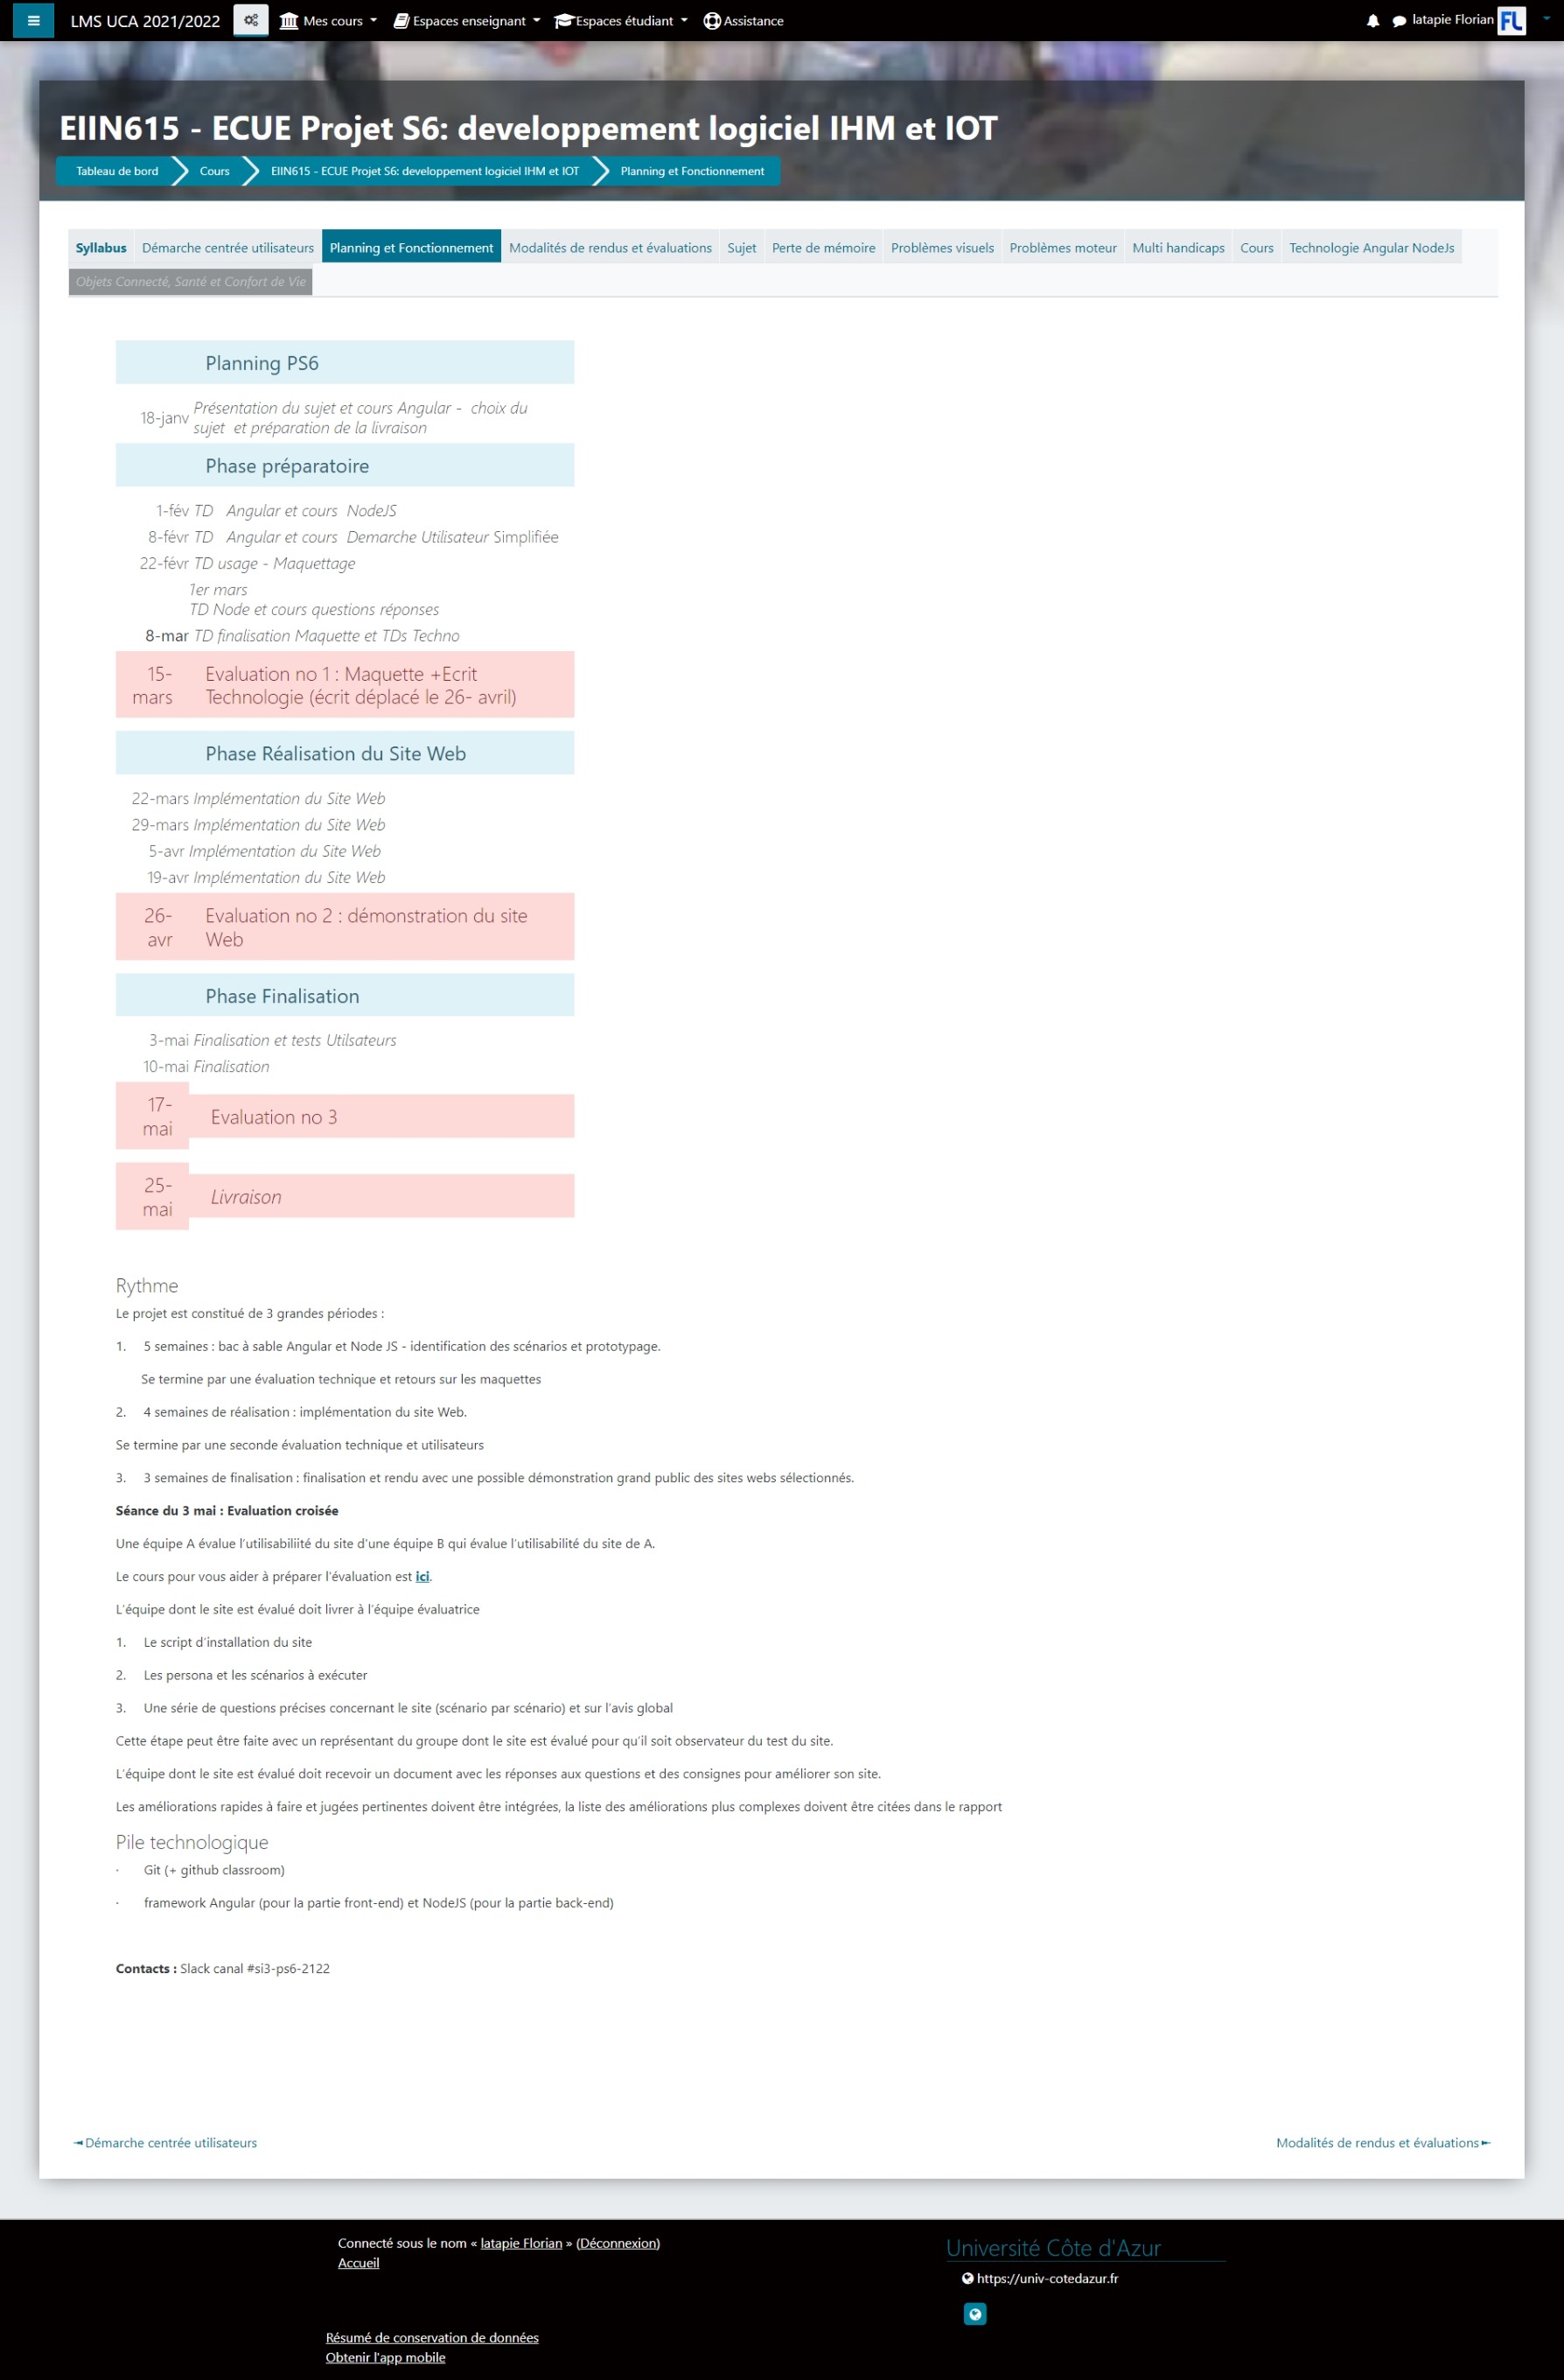 LMS UCA 2021/2022 Mes cours Espaces enseignant Espaces étudiant Assistance latapie Florian FL
EIIN615 - ECUE Projet S6: developpement logiciel IHM et IOT
Tableau de bord Cours EIIN615 - ECUE Projet S6: developpement logiciel IHM et IOT Planning et Fonctionnement
Syllabus Démarche centrée utilisateurs Planning et Fonctionnement Modalités de rendus et évaluations Sujet Perte de mémoire Problèmes visuels Problèmes moteur Multi handicaps Cours Technologie Angular NodeJs
Objets Connecté, Santé et Confort de Vie
Planning PS6
18-janv Présentation du sujet et cours Angular - choix du
sujet et préparation de la livraison
Phase préparatoire
1-fév TD Angular et cours NodeJS
8-févr TD Angular et cours Demarche Utilisateur Simplifiée
22-févr TD usage - Maquettage
1er mars
TD Node et cours questions réponses
8-mar TD finalisation Maquette et TDs Techno
15- Evaluation no 1 : Maquette +Ecrit
mars Technologie (écrit déplacé le 26- avril)
Phase Réalisation du Site Web
22-mars Implémentation du Site Web
29-mars Implémentation du Site Web
5-avr Implémentation du Site Web
19-avr Implémentation du Site Web
26- Evaluation no 2 : démonstration du site
avr Web
Phase Finalisation
3-mai Finalisation et tests Utilsateurs
10-mai Finalisation
17-
mai Evaluation no 3
25-
mai Livraison
Rythme
Le projet est constitué de 3 grandes périodes :
1. 5 semaines : bac à sable Angular et Node JS - identification des scénarios et prototypage.
Se termine par une évaluation technique et retours sur les maquettes
2. 4 semaines de réalisation : implémentation du site Web.
Se termine par une seconde évaluation technique et utilisateurs
3. 3 semaines de finalisation : finalisation et rendu avec une possible démonstration grand public des sites webs sélectionnés.
Séance du 3 mai : Evaluation croisée
Une équipe A évalue l'utilisabiliité du site d'une équipe B qui évalue l'utilisabilité du site de A.
Le cours pour vous aider à préparer l'évaluation est ici.
L'équipe dont le site est évalué doit livrer à l'équipe évaluatrice
1. Le script d'installation du site
2. Les persona et les scénarios à exécuter
3. Une série de questions précises concernant le site (scénario par scénario) et sur l'avis global
Cette étape peut être faite avec un représentant du groupe dont le site est évalué pour qu'il soit observateur du test du site.
L'équipe dont le site est évalué doit recevoir un document avec les réponses aux questions et des consignes pour améliorer son site.
Les améliorations rapides à faire et jugées pertinentes doivent être intégrées, la liste des améliorations plus complexes doivent être citées dans le rapport
Pile technologique
· Git (+ github classroom)
· framework Angular (pour la partie front-end) et NodeJS (pour la partie back-end)
Contacts : Slack canal #si3-ps6-2122
◄ Démarche centrée utilisateurs Modalités de rendus et évaluations ►
Connecté sous le nom « latapie Florian » (Déconnexion)
Accueil
Université Côte d'Azur
https://univ-cotedazur.fr
Résumé de conservation de données
Obtenir l'app mobile